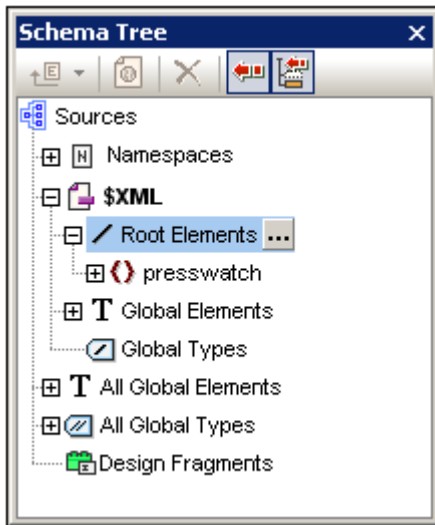 Schema Tree
Sources
Namespaces
$XML
Root Elements ...
presswatch
T Global Elements
Global Types
T All Global Elements
All Global Types
Design Fragments